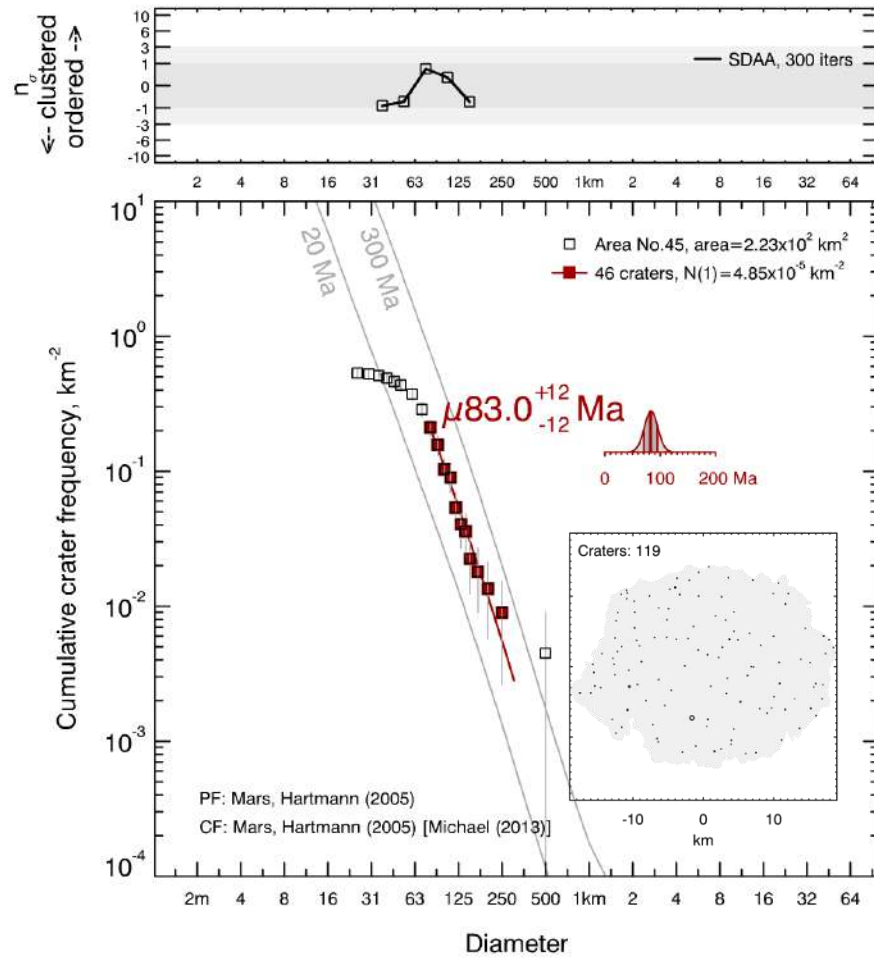 10
6
3
1
0
-1
-3
-6
-10
nσ
<-- clustered
ordered -->
SDAA, 300 iters
2 4 8 16 31 63 125 250 500 1km 2 4 8 16 32 64
10^1
10^0
10^-1
10^-2
10^-3
10^-4
Cumulative crater frequency, km^-2
20 Ma
300 Ma
Area No.45, area=2.23x10^2 km^2
46 craters, N(1)=4.85x10^-5 km^-2
μ83.0 +12 -12 Ma
0 100 200 Ma
Craters: 119
-10 0 10
km
PF: Mars, Hartmann (2005)
CF: Mars, Hartmann (2005) [Michael (2013)]
2m 4 8 16 31 63 125 250 500 1km 2 4 8 16 32 64
Diameter